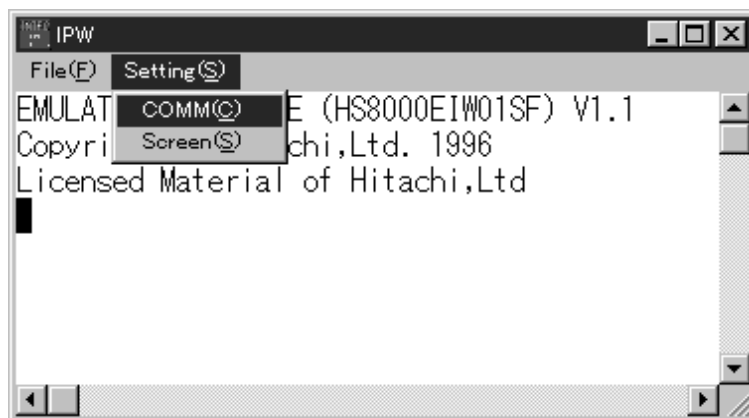 IPW
File(F) Setting(S)
COMM(C)
Screen(S)
EMULAT E (HS8000EIW01SF) V1.1
Copyri chi,Ltd. 1996
Licensed Material of Hitachi,Ltd